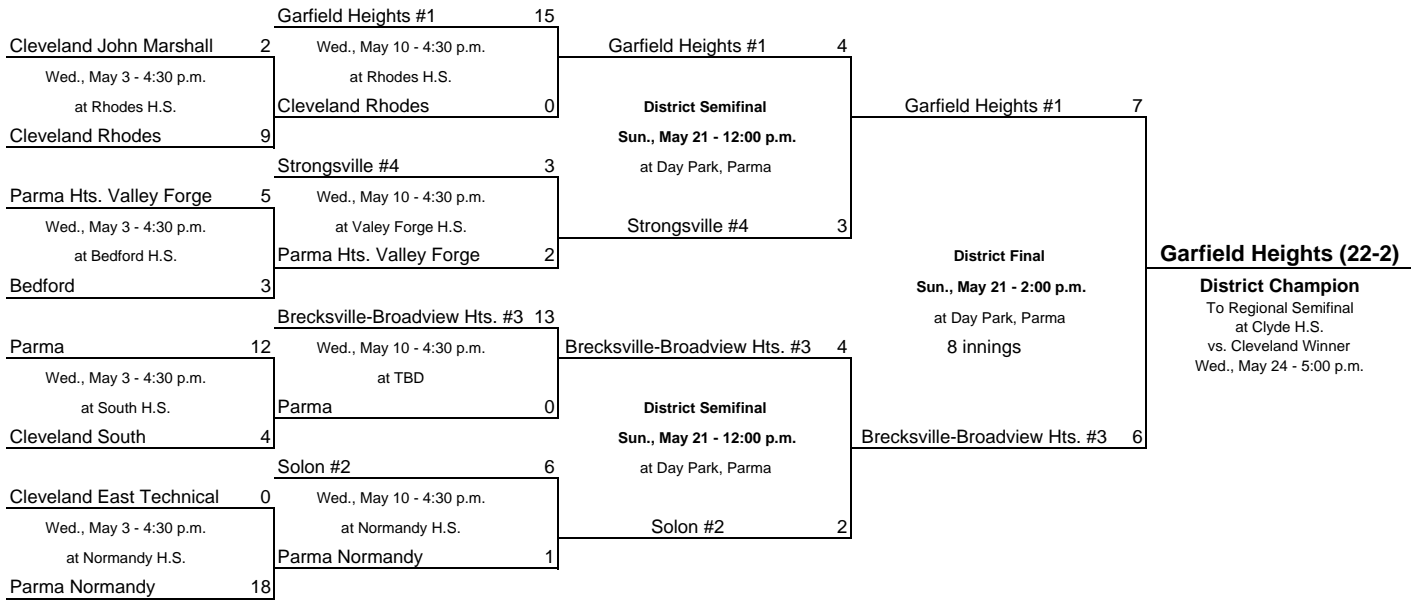 Garfield Heights #1 15
Cleveland John Marshall 2
Wed., May 3 - 4:30 p.m.
at Rhodes H.S.
Cleveland Rhodes 9
Wed., May 10 - 4:30 p.m.
at Rhodes H.S.
Cleveland Rhodes 0
Strongsville #4 3
Parma Hts. Valley Forge 5
Wed., May 3 - 4:30 p.m.
at Bedford H.S.
Bedford 3
Wed., May 10 - 4:30 p.m.
at Valey Forge H.S.
Parma Hts. Valley Forge 2
Brecksville-Broadview Hts. #3 13
Parma 12
Wed., May 3 - 4:30 p.m.
at South H.S.
Cleveland South 4
Wed., May 10 - 4:30 p.m.
at TBD
Parma 0
Solon #2 6
Cleveland East Technical 0
Wed., May 3 - 4:30 p.m.
at Normandy H.S.
Parma Normandy 18
Wed., May 10 - 4:30 p.m.
at Normandy H.S.
Parma Normandy 1
Garfield Heights #1 4
District Semifinal
Sun., May 21 - 12:00 p.m.
at Day Park, Parma
Strongsville #4 3
Brecksville-Broadview Hts. #3 4
District Semifinal
Sun., May 21 - 12:00 p.m.
at Day Park, Parma
Solon #2 2
Garfield Heights #1 7
District Final
Sun., May 21 - 2:00 p.m.
at Day Park, Parma
8 innings
Brecksville-Broadview Hts. #3 6
Garfield Heights (22-2)
District Champion
To Regional Semifinal
at Clyde H.S.
vs. Cleveland Winner
Wed., May 24 - 5:00 p.m.